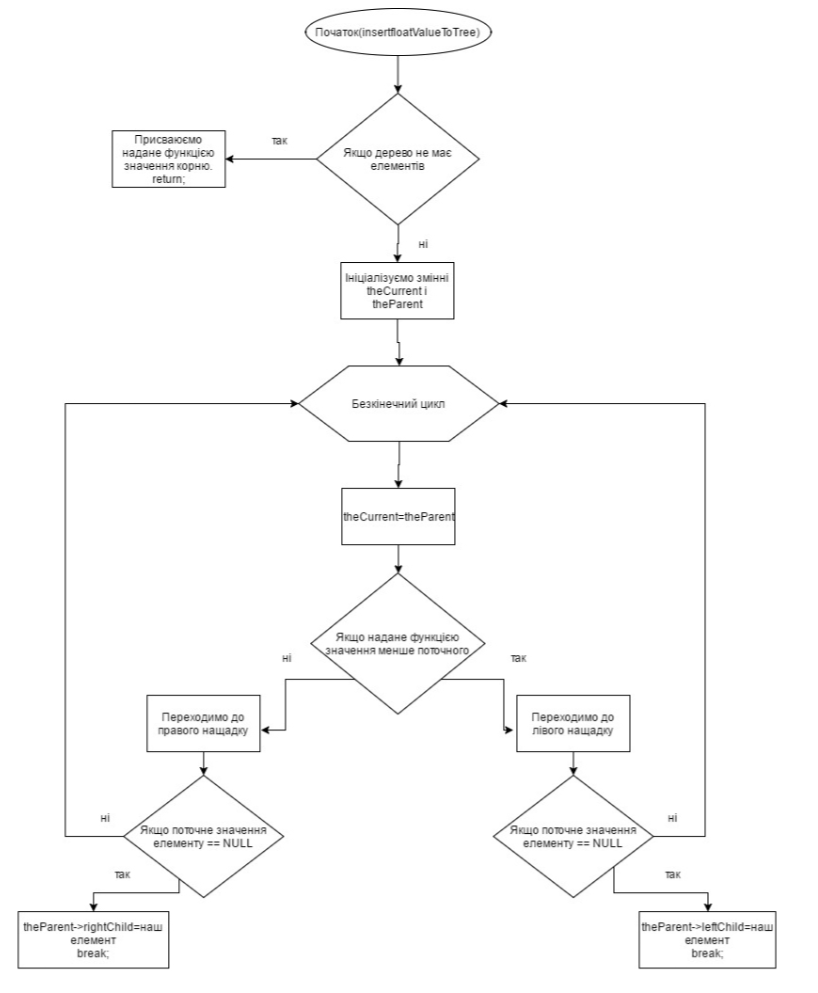 Початок(insertfloatValueToTree)
Присваюємо
надане функцією
значення корню.
return;
так
Якщо дерево не має
елементів
ні
Ініціалізуємо змінні
theCurrent і
theParent
Безкінечний цикл
theCurrent=theParent
Якщо надане функцією
значення менше поточного
ні
так
Переходимо до
правого нащадку
Переходимо до
лівого нащадку
ні
Якщо поточне значення
елементу == NULL
Якщо поточне значення
елементу == NULL
ні
так
так
theParent->rightChild=наш
елемент
break;
theParent->leftChild=наш
елемент
break;